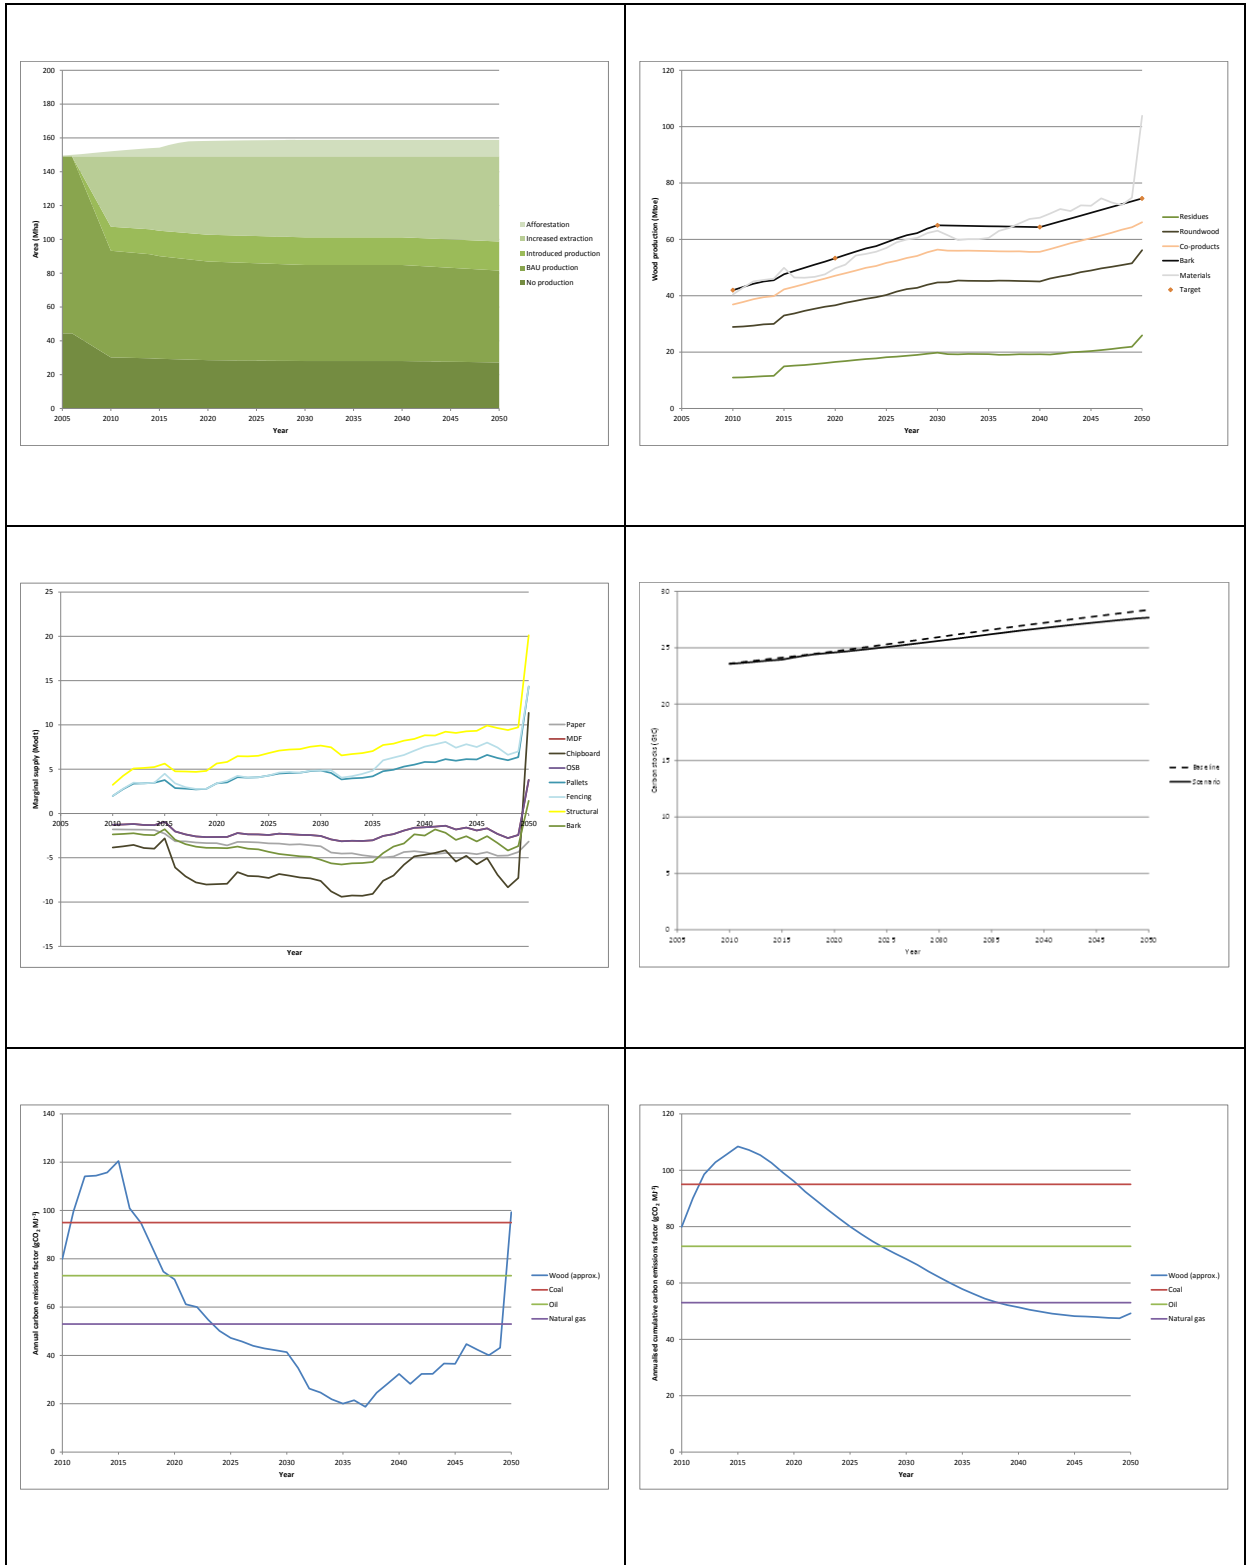 200
180
160
140
120
100
80
60
40
20
0
Area (Mha)
2005 2010 2015 2020 2025 2030 2035 2040 2045 2050
Year
Afforestation
Increased extraction
Introduced production
BAU production
No production
120
100
80
60
40
20
0
Wood production (Mtoe)
2005 2010 2015 2020 2025 2030 2035 2040 2045 2050
Year
Residues
Roundwood
Co-products
Bark
Materials
Target
25
20
15
10
5
0
-5
-10
-15
Marginal supply (Modt)
2005 2010 2015 2020 2025 2030 2035 2040 2045 2050
Year
Paper
MDF
Chipboard
OSB
Pallets
Fencing
Structural
Bark
30
25
20
15
10
5
0
Carbon stocks (GtC)
2005 2010 2015 2020 2025 2030 2035 2040 2045 2050
Year
Baseline
Scenario
140
120
100
80
60
40
20
0
Annual carbon emissions factor (gCO₂ MJ⁻¹)
2010 2015 2020 2025 2030 2035 2040 2045 2050
Year
Wood (approx.)
Coal
Oil
Natural gas
120
100
80
60
40
20
0
Annualised cumulative carbon emissions factor (gCO₂ MJ⁻¹)
2010 2015 2020 2025 2030 2035 2040 2045 2050
Year
Wood (approx.)
Coal
Oil
Natural gas